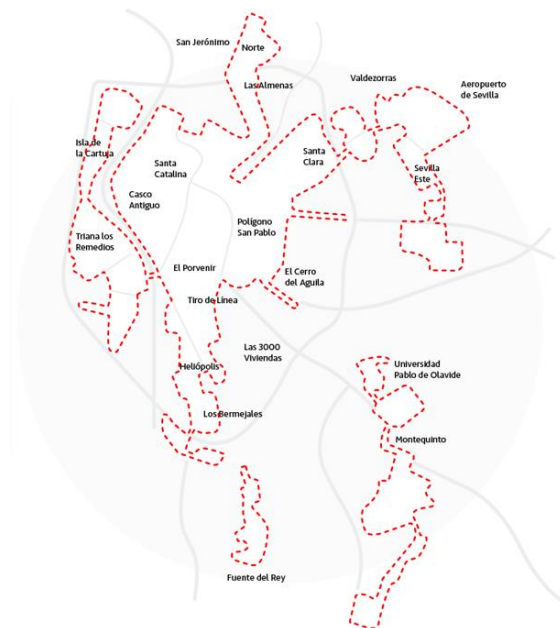 San Jerónimo
Norte
Las Almenas
Valdezorras
Aeropuerto
de Sevilla
Isla de
la Cartuja
Santa
Catalina
Santa
Clara
Sevilla
Este
Casco
Antiguo
Polígono
San Pablo
Triana los
Remedios
El Porvenir
El Cerro
del Aguila
Tiro de Línea
Las 3000
Viviendas
Heliópolis
Universidad
Pablo de Olavide
Los Bermejales
Montequinto
Fuente del Rey